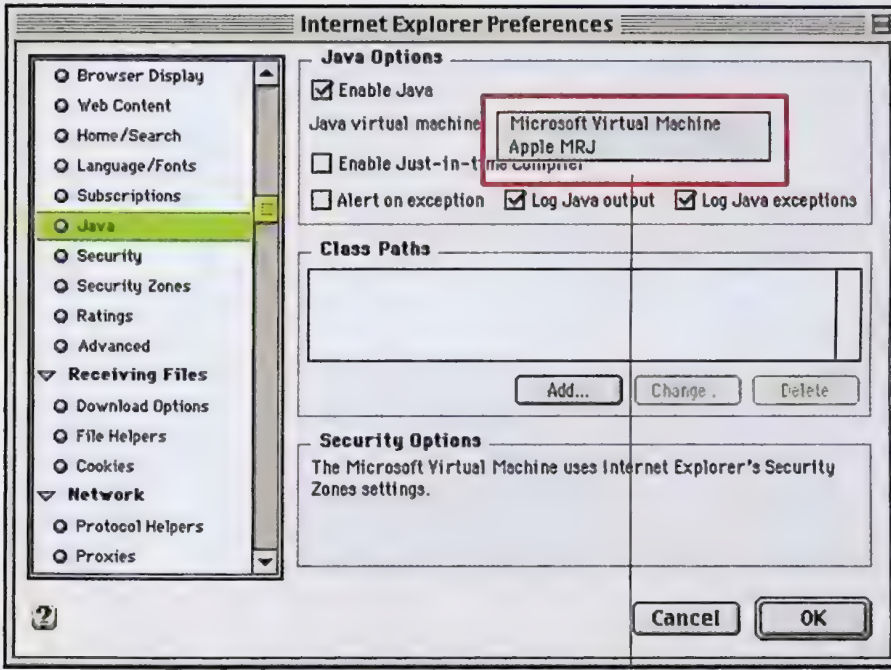 Internet Explorer Preferences
Browser Display
Web Content
Home/Search
Language/Fonts
Subscriptions
Java
Security
Security Zones
Ratings
Advanced
Receiving Files
Download Options
File Helpers
Cookies
Network
Protocol Helpers
Proxies
Java Options
Enable Java
Java virtual machine
Microsoft Virtual Machine
Apple MRJ
Enable Just-in-time compiler
Alert on exception Log Java output Log Java exceptions
Class Paths
Add... Change . Delete
Security Options
The Microsoft Virtual Machine uses Internet Explorer's Security
Zones settings.
?
Cancel OK